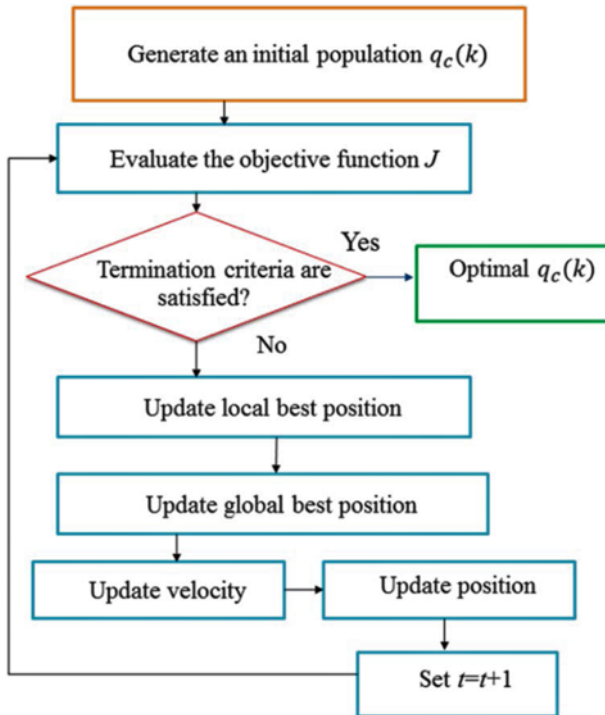 Generate an initial population q_c(k)
Evaluate the objective function J
Yes
Termination criteria are
satisfied?
Optimal q_c(k)
No
Update local best position
Update global best position
Update velocity
Update position
Set t=t+1